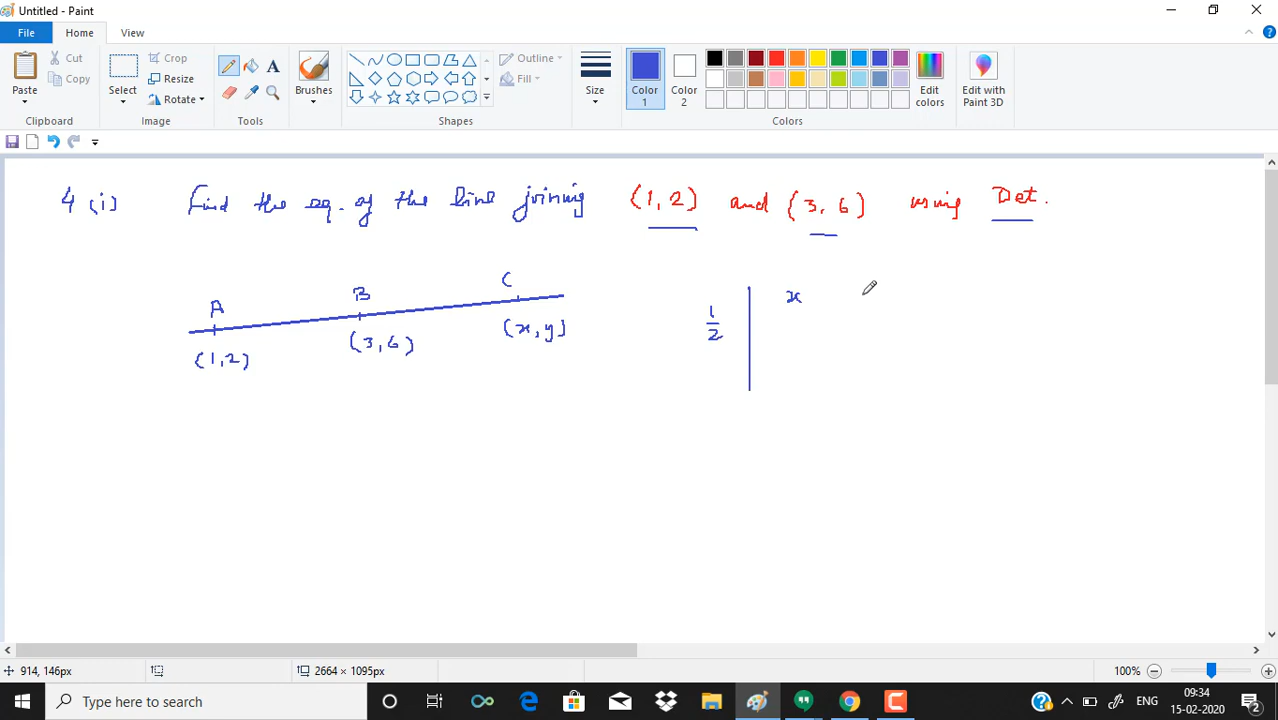 Untitled - Paint
File Home View
Paste Cut Copy Clipboard
Select Crop Resize Rotate Image
Tools
Brushes
Outline Fill Shapes
Size
Color 1 Color 2 Colors
Edit colors
Edit with Paint 3D
4 (i) Find the eq. of the line joining (1, 2) and (3, 6) using Det.
A B C
(1,2) (3,6) (x,y)
1/2 | x
914, 146px 2664 × 1095px 100%
Type here to search
ENG 09:34 15-02-2020 2